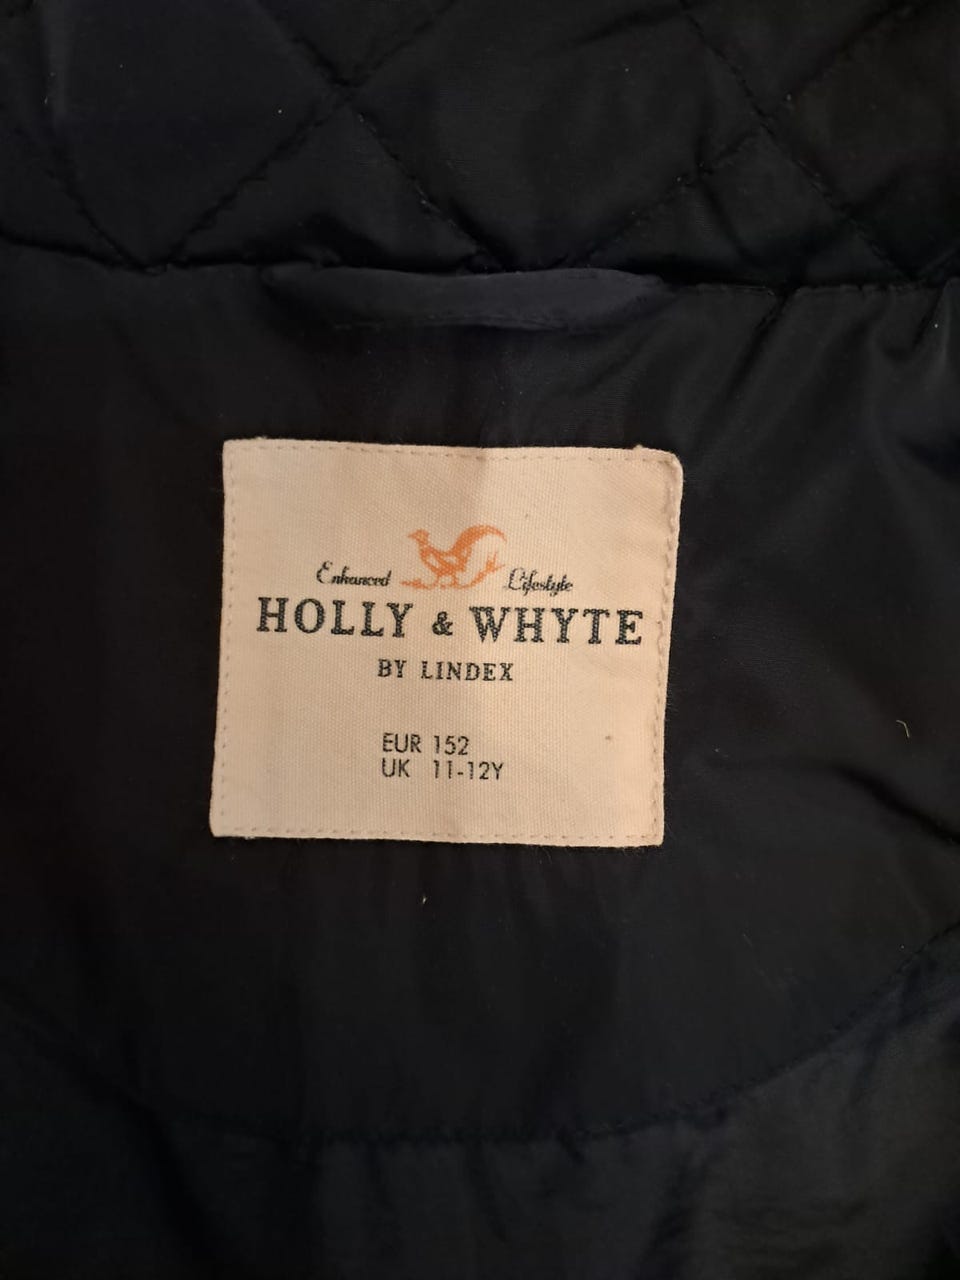 Enhanced Lifestyle
HOLLY & WHYTE
BY LINDEX
EUR 152
UK 11-12Y